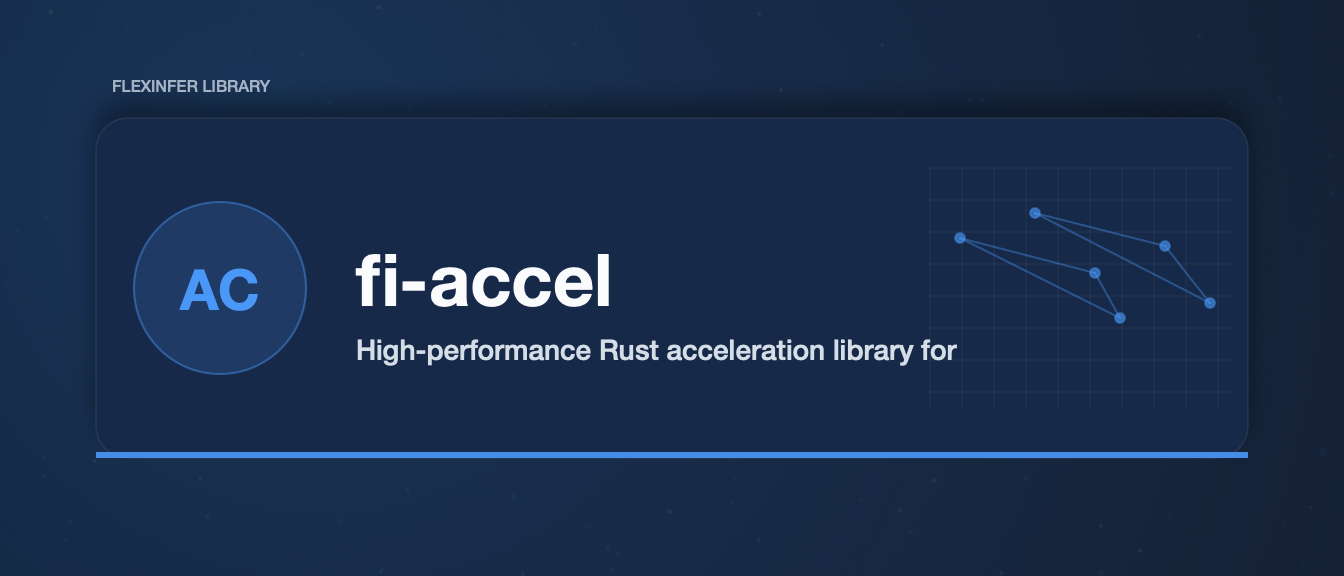 FLEXINFER LIBRARY
AC
fi-accel
High-performance Rust acceleration library for